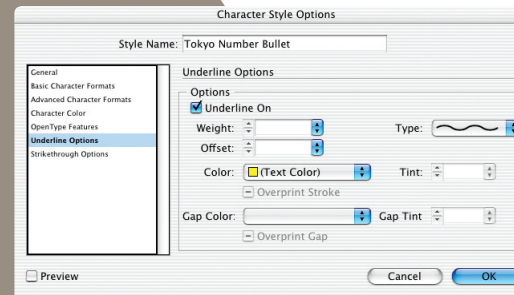 Character Style Options
Style Name: Tokyo Number Bullet
General
Basic Character Formats
Advanced Character Formats
Character Color
OpenType Features
Underline Options
Strikethrough Options
Underline Options
Options
Underline On
Weight: Type:
Offset:
Color: (Text Color) Tint:
Overprint Stroke
Gap Color: Gap Tint
Overprint Gap
Preview Cancel OK